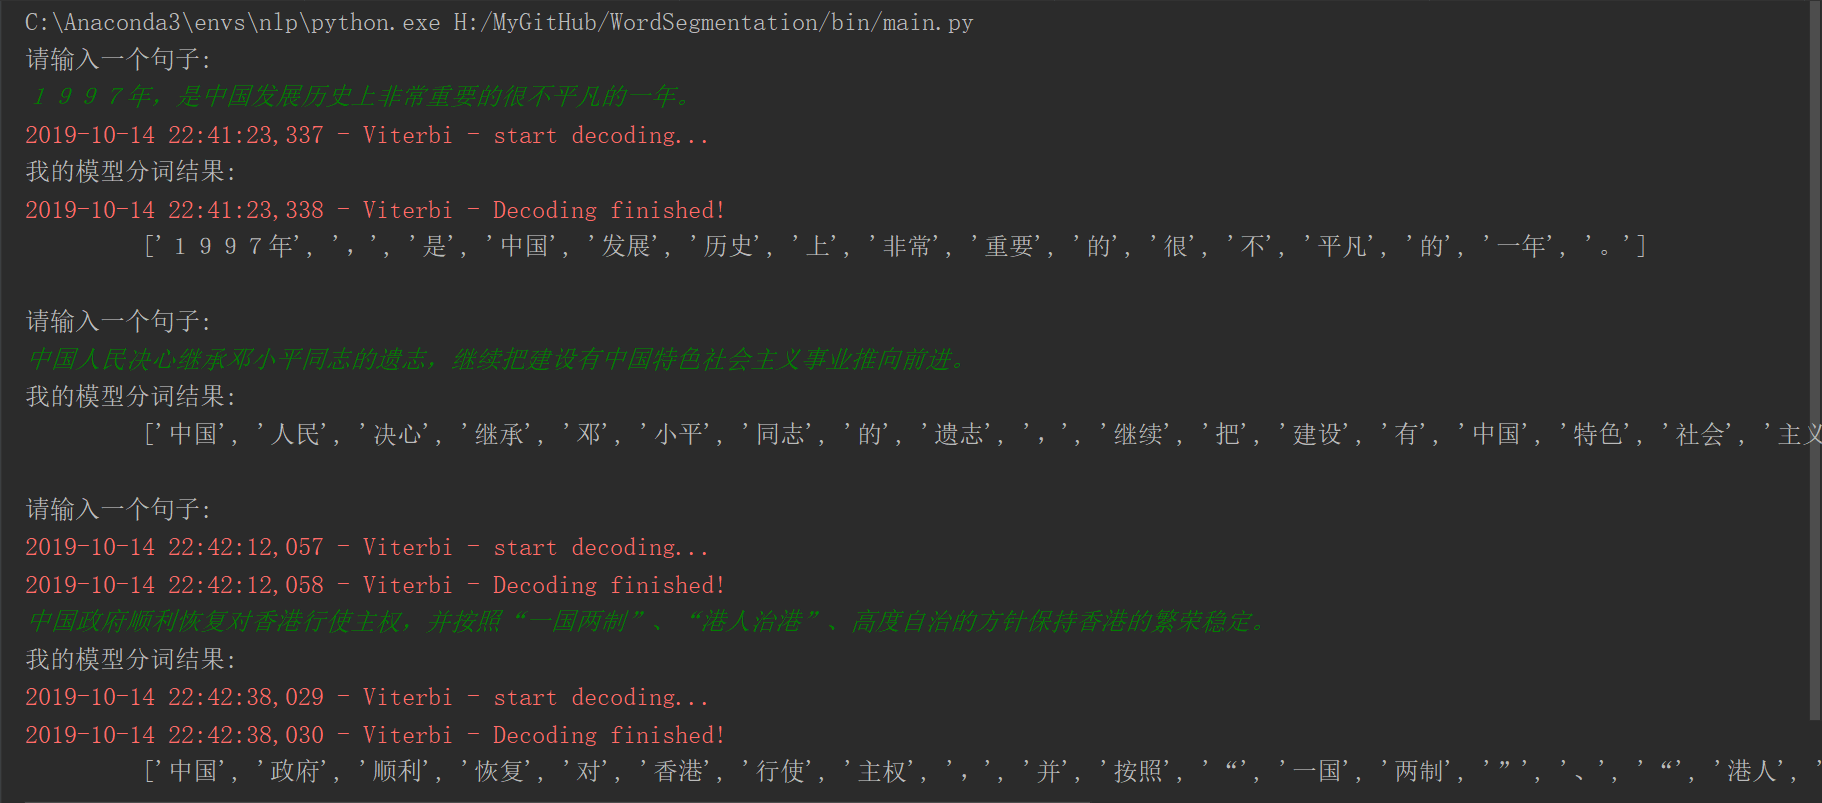 C:\Anaconda3\envs\nlp\python.exe H:/MyGitHub/WordSegmentation/bin/main.py
请输入一个句子:
１９９７年，是中国发展历史上非常重要的很不平凡的一年。
2019-10-14 22:41:23,337 - Viterbi - start decoding...
我的模型分词结果:
2019-10-14 22:41:23,338 - Viterbi - Decoding finished!
['１９９７年', '，', '是', '中国', '发展', '历史', '上', '非常', '重要', '的', '很', '不', '平凡', '的', '一年', '。']
请输入一个句子:
中国人民决心继承邓小平同志的遗志，继续把建设有中国特色社会主义事业推向前进。
我的模型分词结果:
['中国', '人民', '决心', '继承', '邓', '小平', '同志', '的', '遗志', '，', '继续', '把', '建设', '有', '中国', '特色', '社会', '主义
请输入一个句子:
2019-10-14 22:42:12,057 - Viterbi - start decoding...
2019-10-14 22:42:12,058 - Viterbi - Decoding finished!
中国政府顺利恢复对香港行使主权，并按照“一国两制”、“港人治港”、高度自治的方针保持香港的繁荣稳定。
我的模型分词结果:
2019-10-14 22:42:38,029 - Viterbi - start decoding...
2019-10-14 22:42:38,030 - Viterbi - Decoding finished!
['中国', '政府', '顺利', '恢复', '对', '香港', '行使', '主权', '，', '并', '按照', '“', '一国', '两制', '”', '、', '“', '港人', '